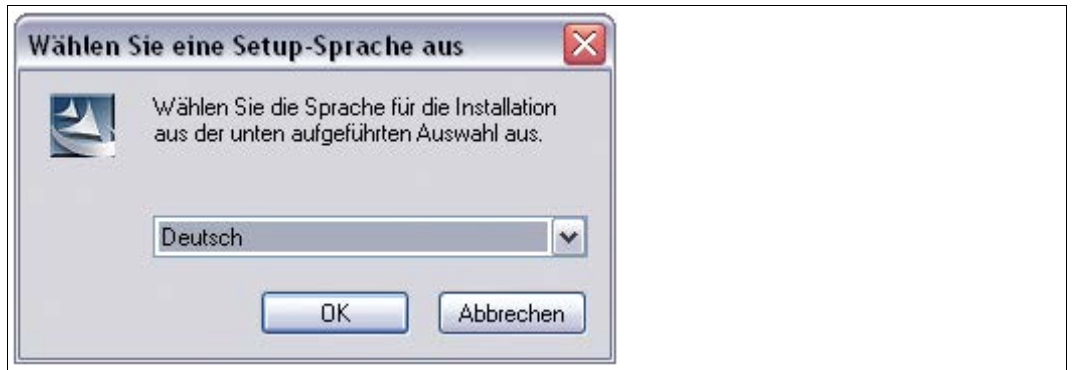 Wählen Sie eine Setup-Sprache aus
Wählen Sie die Sprache für die Installation
aus der unten aufgeführten Auswahl aus.
Deutsch
OK
Abbrechen